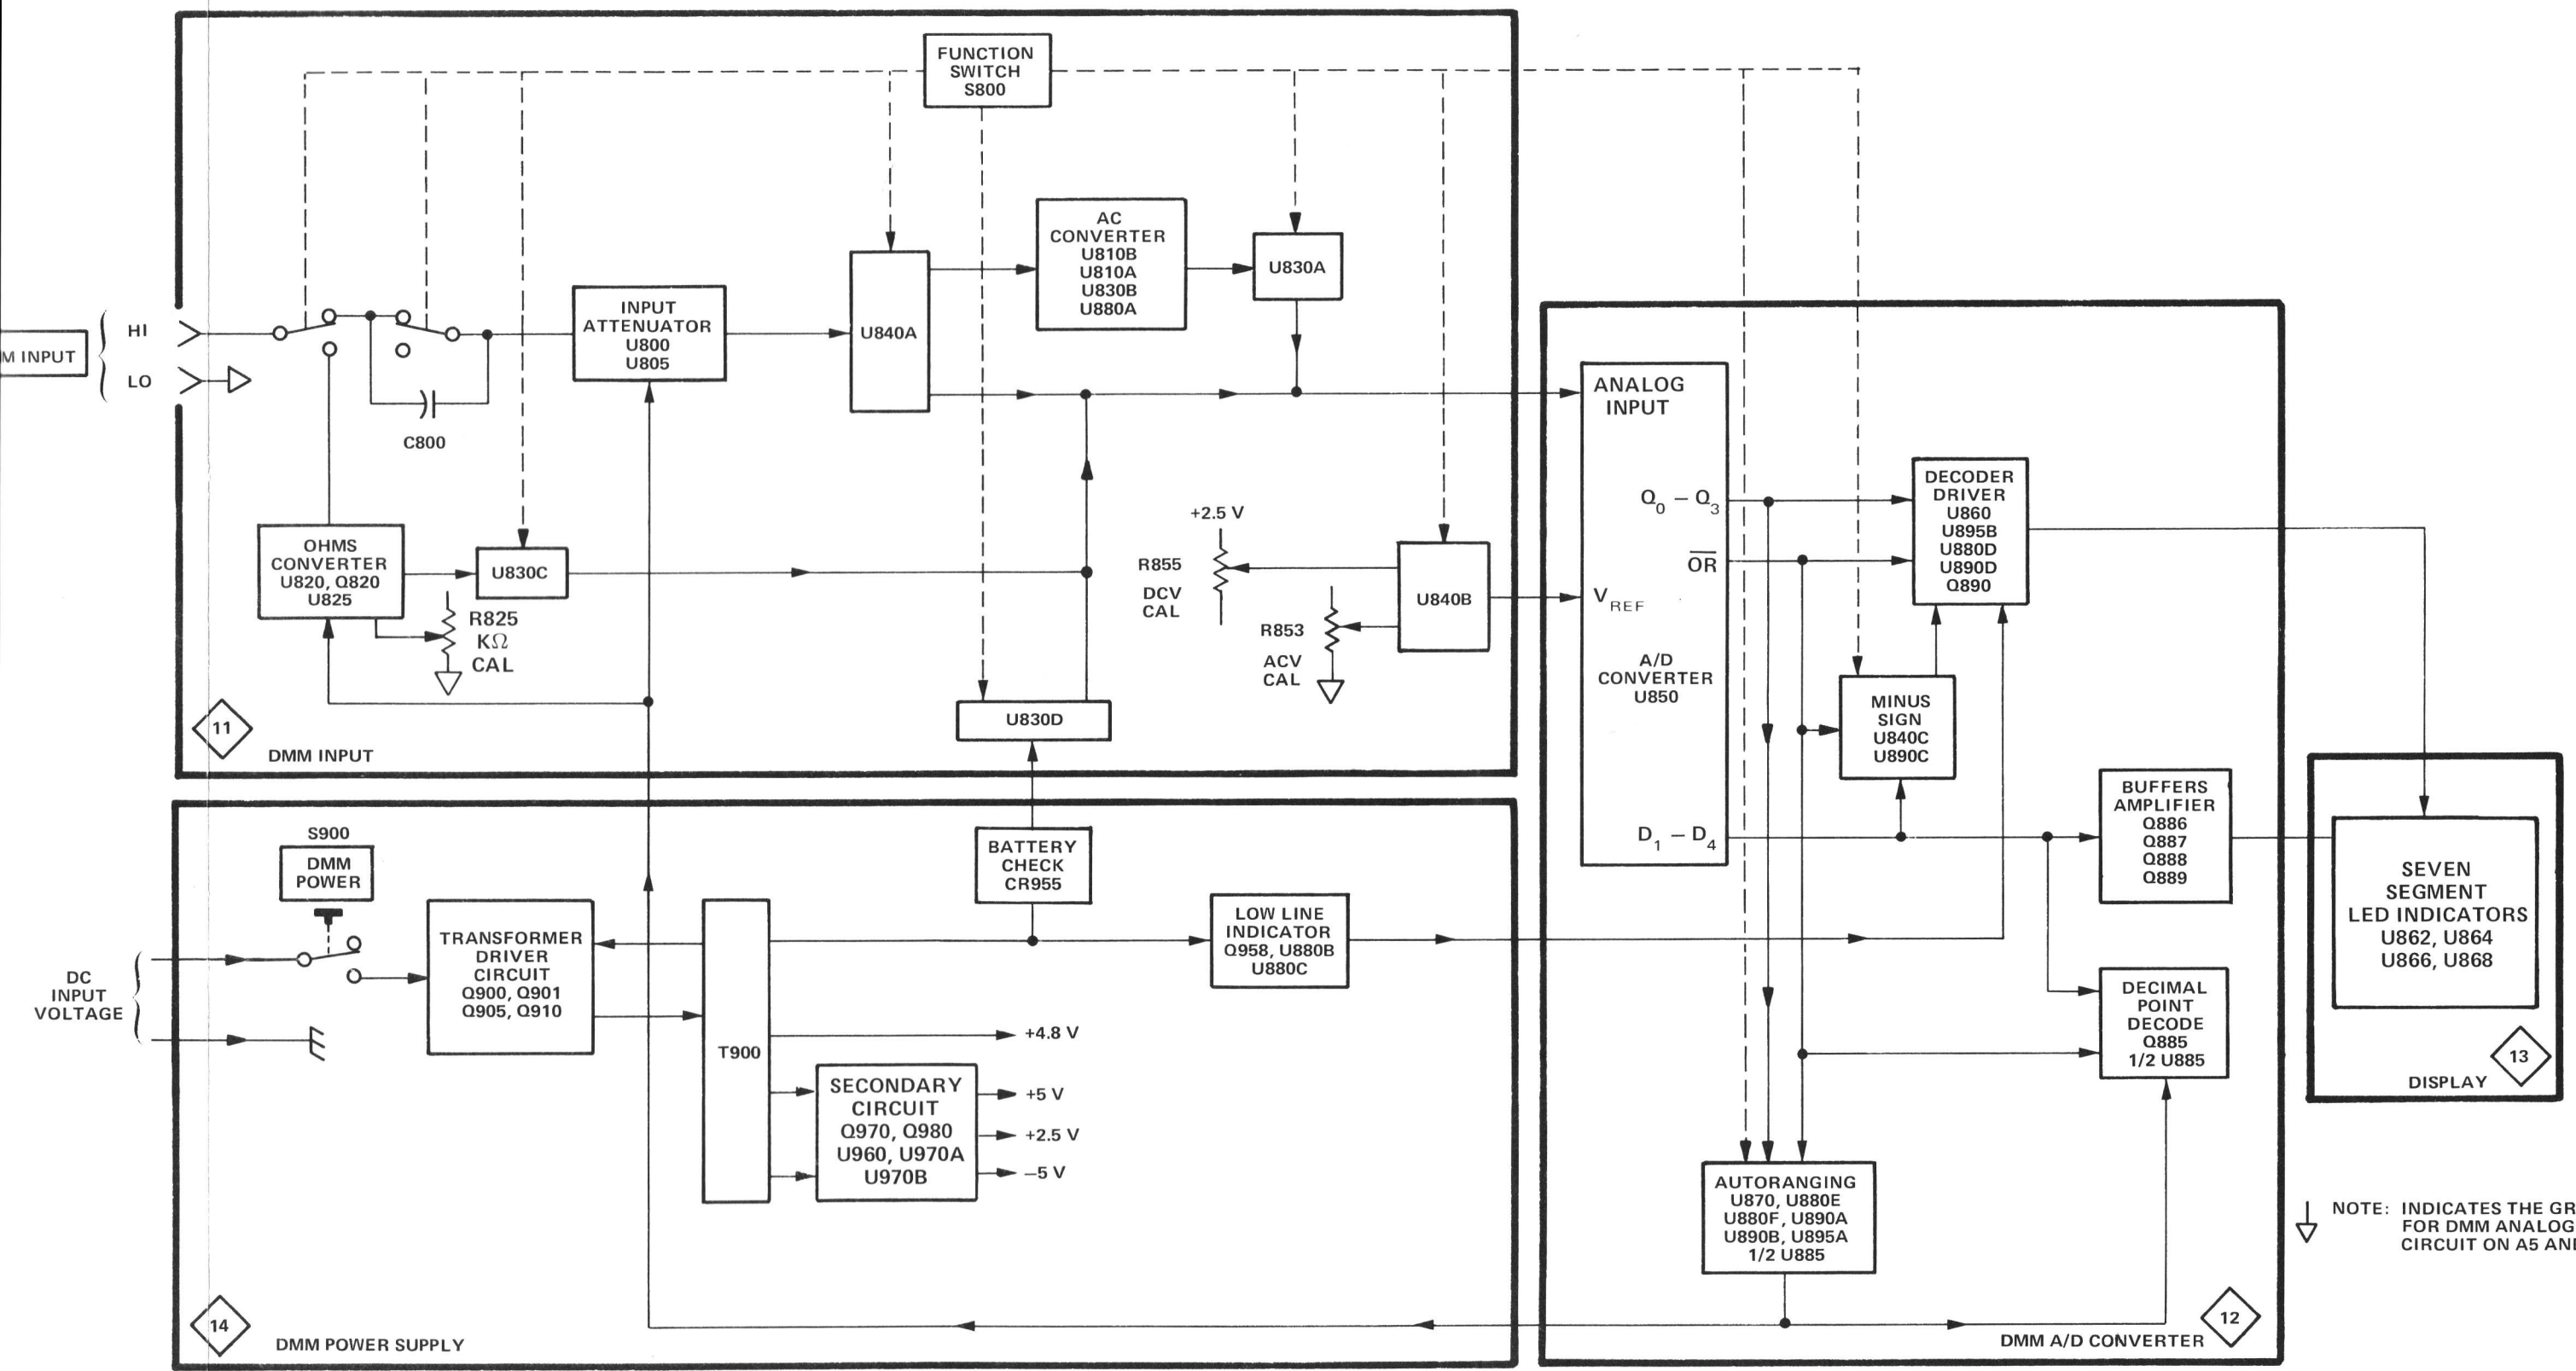 FUNCTION
SWITCH
S800
AC
CONVERTER
U810B
U810A
U830B
U880A
U830A
INPUT
ATTENUATOR
U800
U805
U840A
M INPUT
HI
LO
C800
ANALOG
INPUT
Q0 – Q3
O̅R̅
VREF
A/D
CONVERTER
U850
D1 – D4
DECODER
DRIVER
U860
U895B
U880D
U890D
Q890
OHMS
CONVERTER
U820, Q820
U825
U830C
R825
KΩ
CAL
+2.5 V
R855
DCV
CAL
R853
ACV
CAL
U840B
U830D
11
DMM INPUT
MINUS
SIGN
U840C
U890C
BUFFERS
AMPLIFIER
Q886
Q887
Q888
Q889
SEVEN
SEGMENT
LED INDICATORS
U862, U864
U866, U868
13
DISPLAY
S900
DMM
POWER
DC
INPUT
VOLTAGE
TRANSFORMER
DRIVER
CIRCUIT
Q900, Q901
Q905, Q910
T900
BATTERY
CHECK
CR955
LOW LINE
INDICATOR
Q958, U880B
U880C
+4.8 V
SECONDARY
CIRCUIT
Q970, Q980
U960, U970A
U970B
+5 V
+2.5 V
–5 V
DECIMAL
POINT
DECODE
Q885
1/2 U885
AUTORANGING
U870, U880E
U880F, U890A
U890B, U895A
1/2 U885
14
DMM POWER SUPPLY
12
DMM A/D CONVERTER
NOTE: INDICATES THE GR
FOR DMM ANALOG
CIRCUIT ON A5 AN